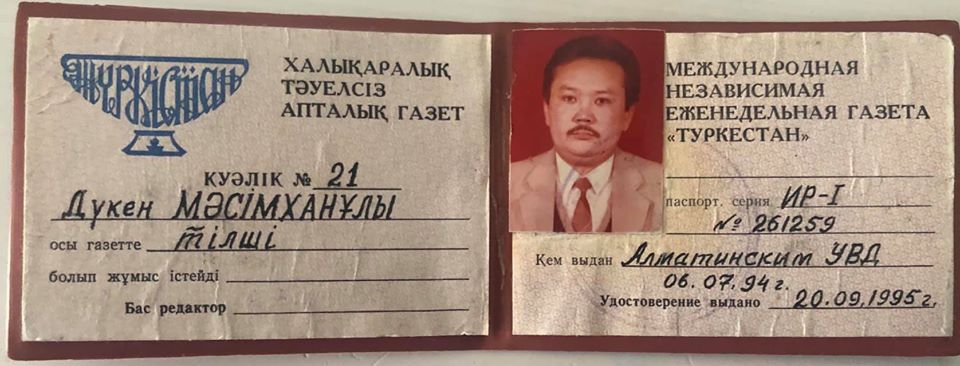 ТҮРКІСТАН
ХАЛЫҚАРАЛЫҚ
ТӘУЕЛСІЗ
АПТАЛЫҚ ГАЗЕТ
КУӘЛІК № 21
Дүкен МӘСІМХАНҰЛЫ
осы газетте тілші
болып жұмыс істейді
Бас редактор
МЕЖДУНАРОДНАЯ
НЕЗАВИСИМАЯ
ЕЖЕНЕДЕЛЬНАЯ ГАЗЕТА
«ТУРКЕСТАН»
паспорт. серия ИР-I
№ 261259
Кем выдан Алматинским УВД
06.07.94 г.
Удостоверение выдано 20.09.1995 г,